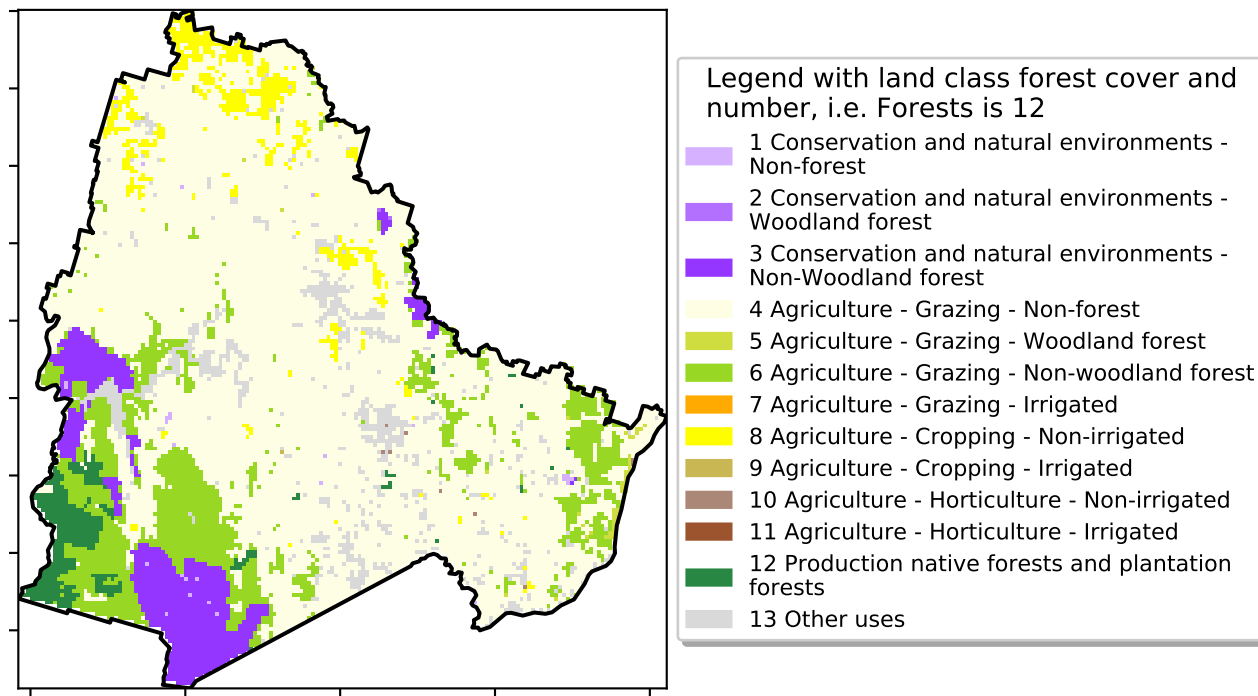 Legend with land class forest cover and
number, i.e. Forests is 12
1 Conservation and natural environments -
Non-forest
2 Conservation and natural environments -
Woodland forest
3 Conservation and natural environments -
Non-Woodland forest
4 Agriculture - Grazing - Non-forest
5 Agriculture - Grazing - Woodland forest
6 Agriculture - Grazing - Non-woodland forest
7 Agriculture - Grazing - Irrigated
8 Agriculture - Cropping - Non-irrigated
9 Agriculture - Cropping - Irrigated
10 Agriculture - Horticulture - Non-irrigated
11 Agriculture - Horticulture - Irrigated
12 Production native forests and plantation
forests
13 Other uses